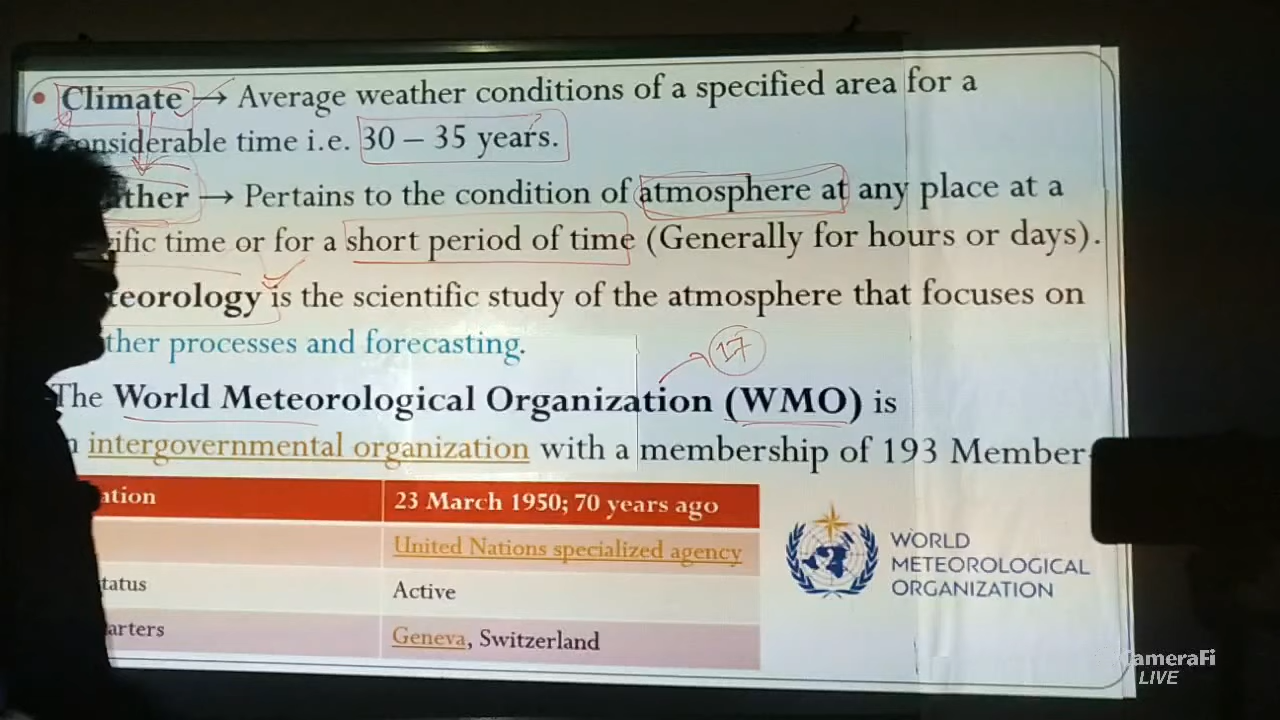 • Climate → Average weather conditions of a specified area for a
onsiderable time i.e. 30 – 35 years.
ther → Pertains to the condition of atmosphere at any place at a
ific time or for a short period of time (Generally for hours or days).
eorology is the scientific study of the atmosphere that focuses on
ther processes and forecasting.
17
The World Meteorological Organization (WMO) is
n intergovernmental organization with a membership of 193 Member
ation 23 March 1950; 70 years ago
United Nations specialized agency
tatus Active
arters Geneva, Switzerland
WORLD
METEOROLOGICAL
ORGANIZATION
CameraFi
LIVE